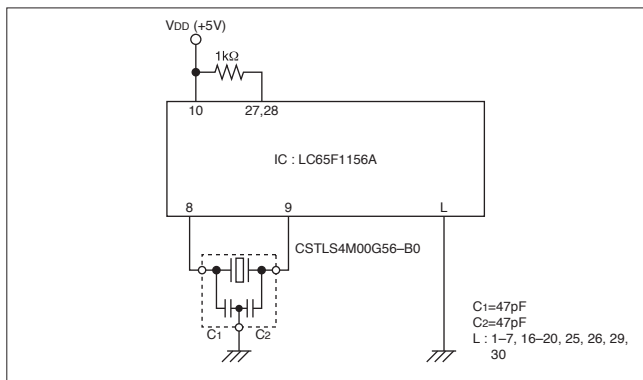 VDD (+5V)
1kΩ
10
27,28
IC : LC65F1156A
8
9
L
CSTLS4M00G56–B0
C1
C2
C1=47pF
C2=47pF
L : 1–7, 16–20, 25, 26, 29,
30